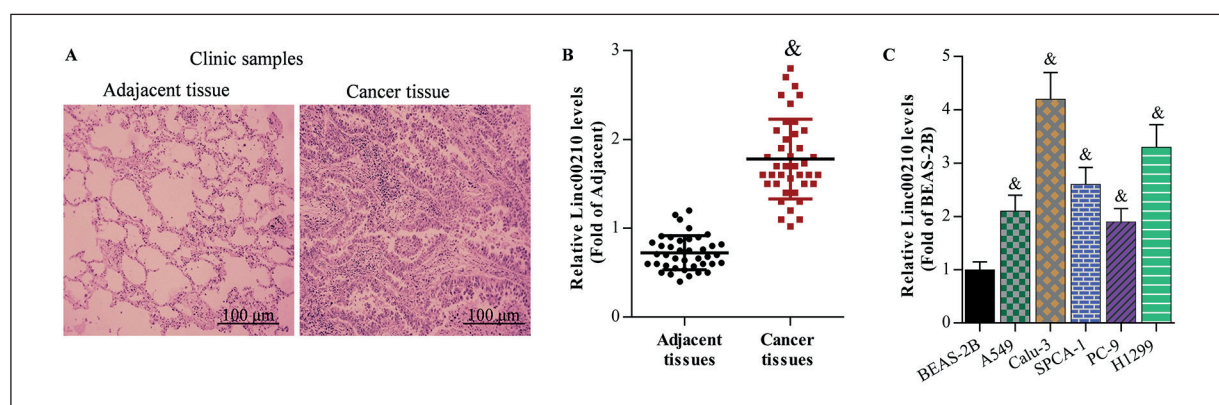 A
Clinic samples
Adajacent tissue
Cancer tissue
100 μm
100 μm
B
Relative Linc00210 levels
(Fold of Adjacent)
3
2
1
0
&
Adjacent
tissues
Cancer
tissues
C
Relative Linc00210 levels
(Fold of BEAS-2B)
5
4
3
2
1
0
&
&
&
&
&
BEAS-2B
A549
Calu-3
SPCA-1
PC-9
H1299